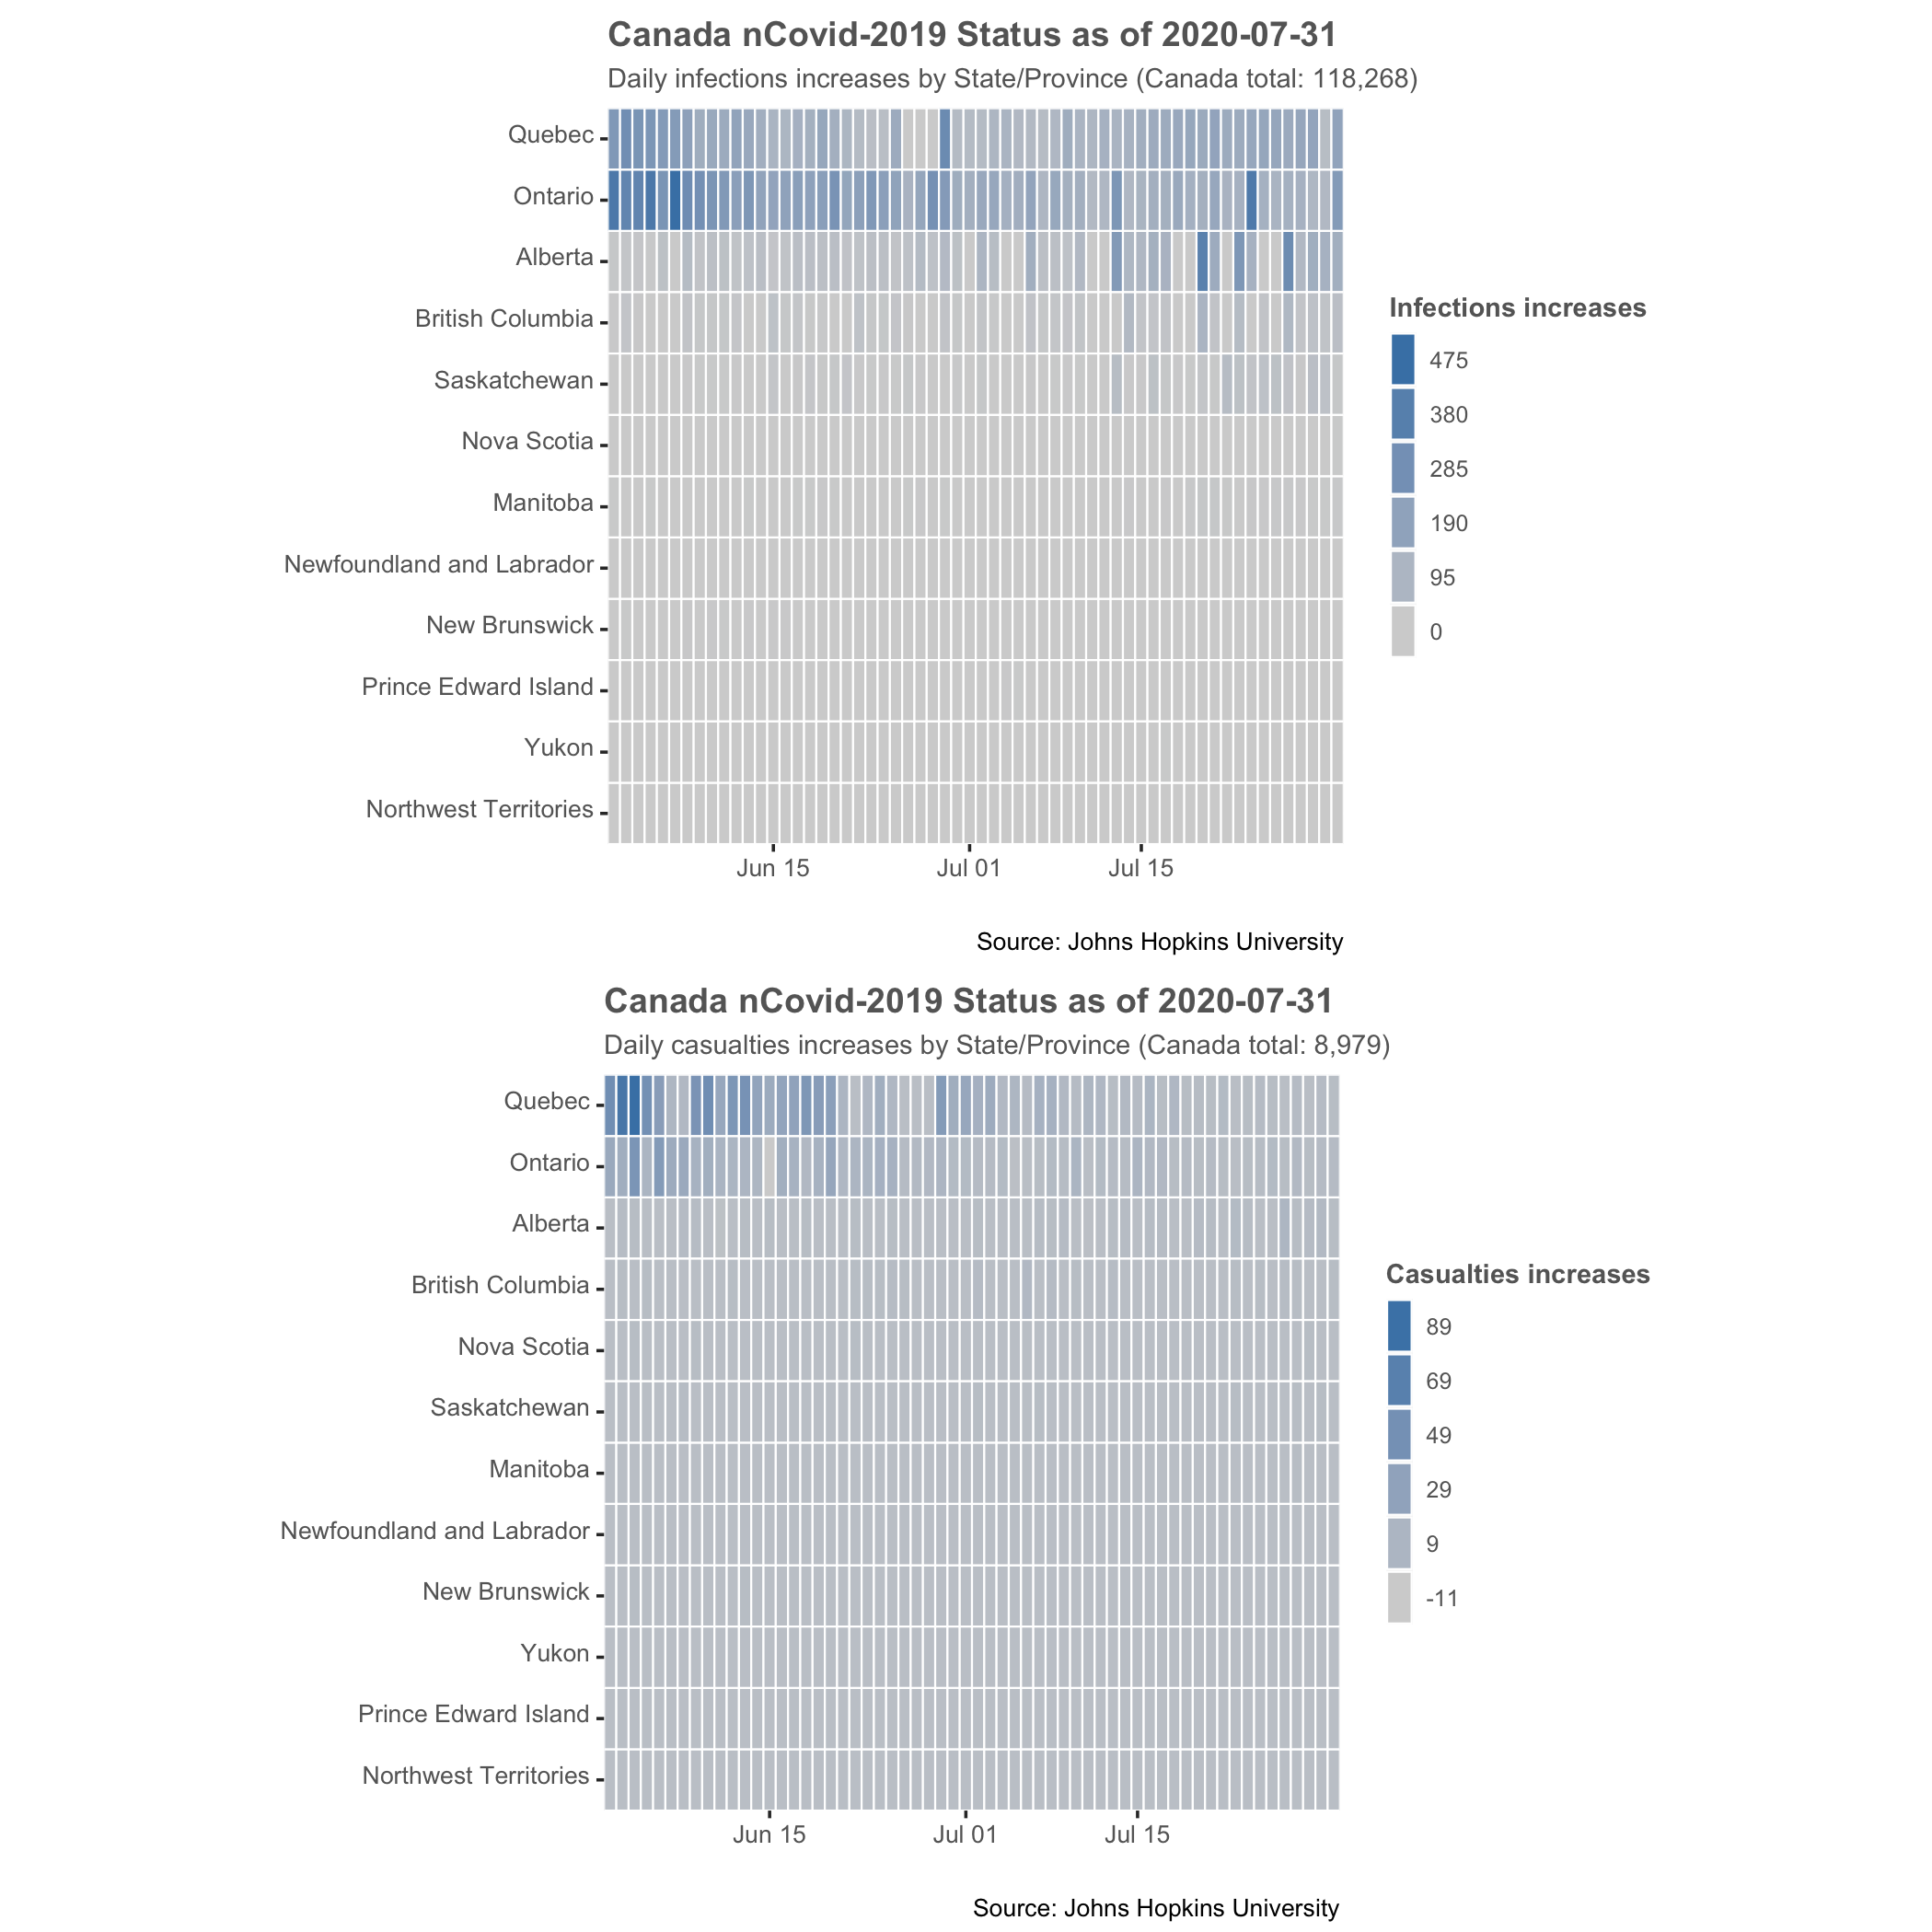 Canada nCovid-2019 Status as of 2020-07-31
Daily infections increases by State/Province (Canada total: 118,268)
Quebec
Ontario
Alberta
British Columbia
Saskatchewan
Nova Scotia
Manitoba
Newfoundland and Labrador
New Brunswick
Prince Edward Island
Yukon
Northwest Territories
Jun 15 Jul 01 Jul 15
Infections increases
475
380
285
190
95
0
Source: Johns Hopkins University
Canada nCovid-2019 Status as of 2020-07-31
Daily casualties increases by State/Province (Canada total: 8,979)
Quebec
Ontario
Alberta
British Columbia
Nova Scotia
Saskatchewan
Manitoba
Newfoundland and Labrador
New Brunswick
Yukon
Prince Edward Island
Northwest Territories
Jun 15 Jul 01 Jul 15
Casualties increases
89
69
49
29
9
-11
Source: Johns Hopkins University